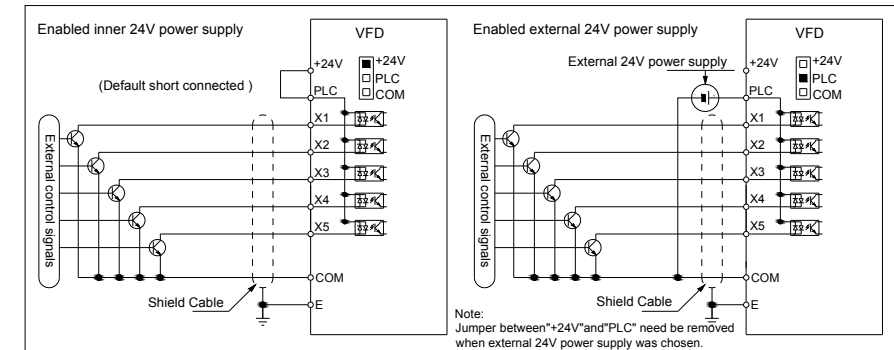 Enabled inner 24V power supply
VFD
+24V
+24V
PLC
COM
(Default short connected )
PLC
X1
X2
X3
X4
X5
External control signals
COM
Shield Cable
E
Enabled external 24V power supply
VFD
External 24V power supply
+24V
+24V
PLC
COM
PLC
X1
X2
X3
X4
X5
External control signals
COM
Shield Cable
E
Note:
Jumper between"+24V"and"PLC" need be removed
when external 24V power supply was chosen.